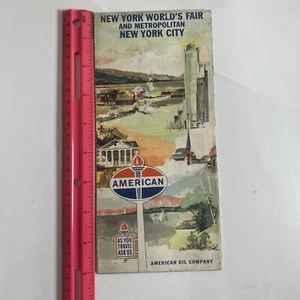 NEW YORK WORLD'S FAIR
AND METROPOLITAN
NEW YORK CITY
AMERICAN
AS YOU
TRAVEL
ASK US
AMERICAN OIL COMPANY